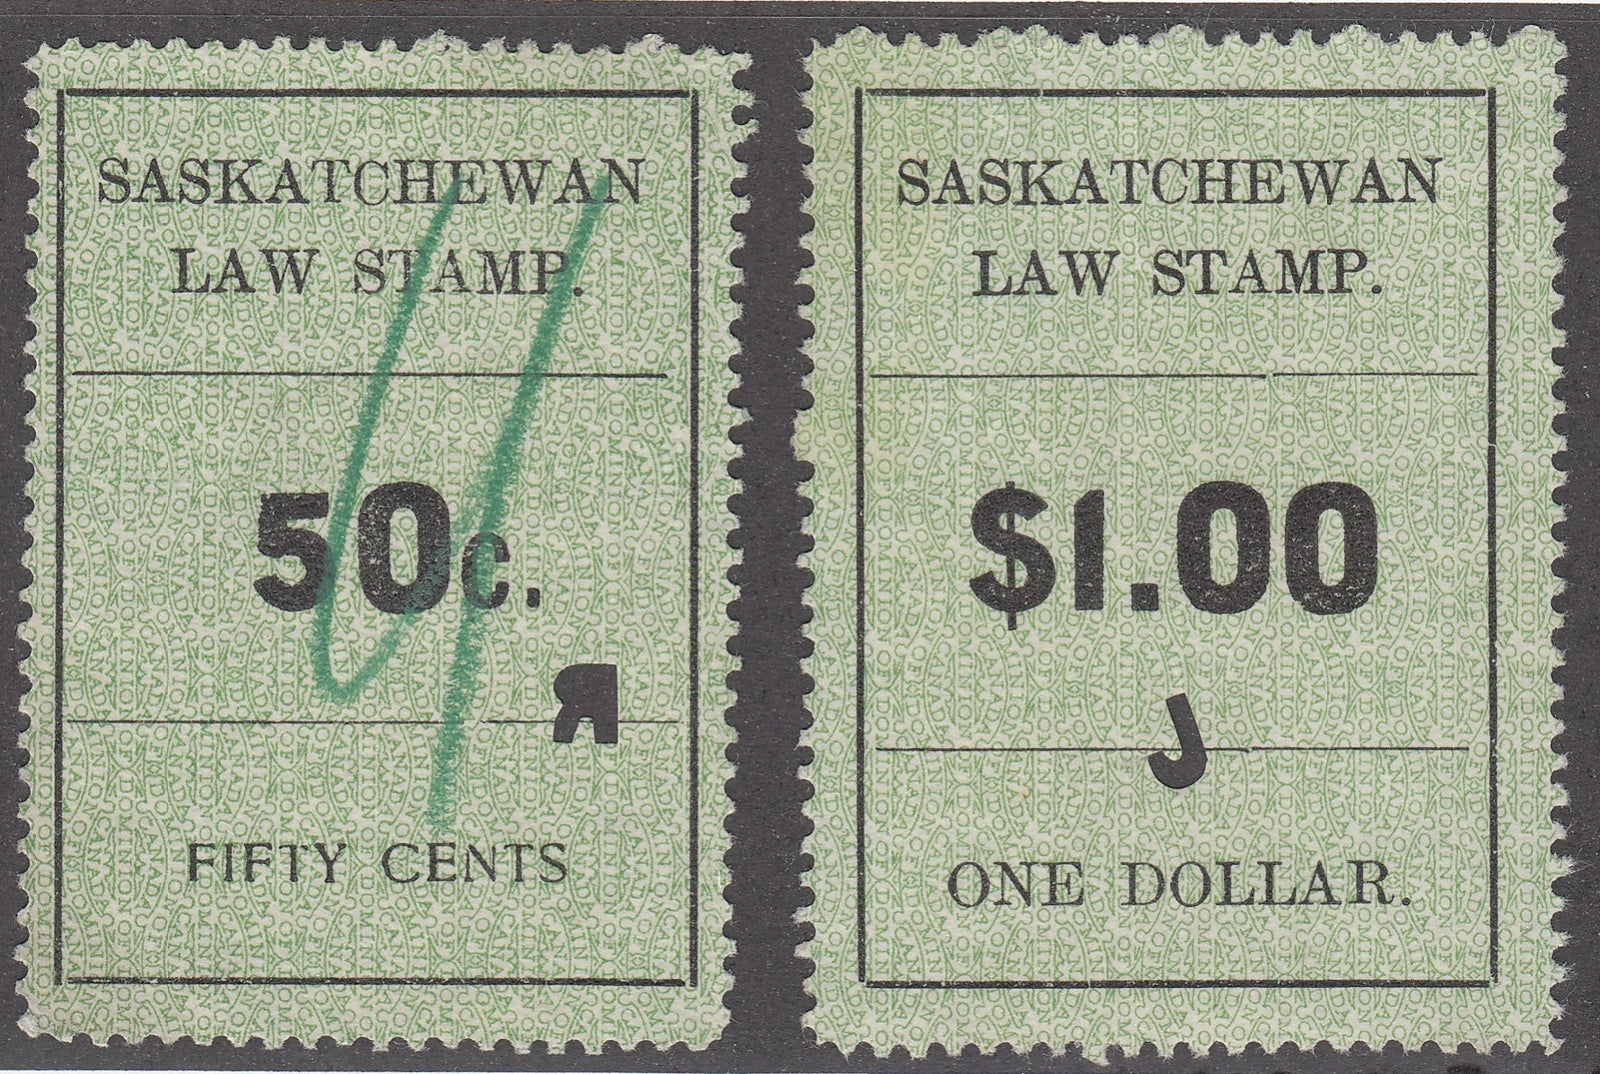 SASKATCHEWAN
LAW STAMP.
50c.
R
FIFTY CENTS
SASKATCHEWAN
LAW STAMP.
$1.00
J
ONE DOLLAR.